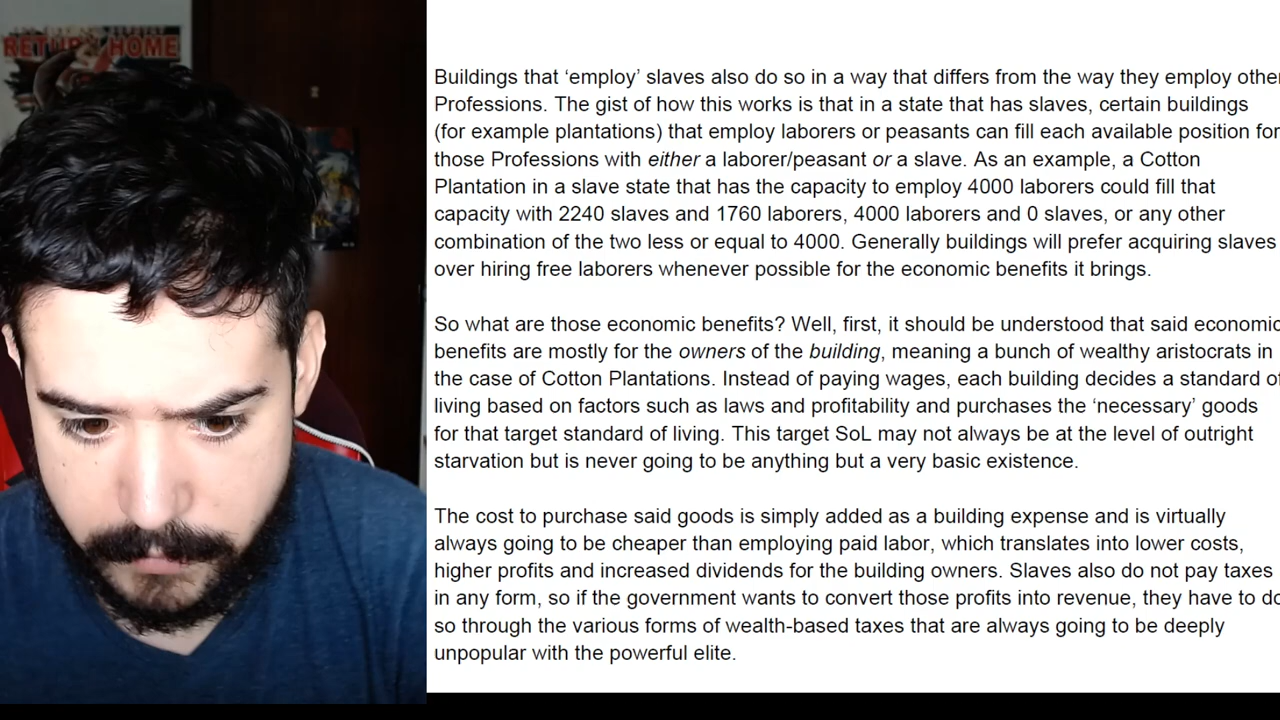 RETURN HOME
Buildings that ‘employ’ slaves also do so in a way that differs from the way they employ other
Professions. The gist of how this works is that in a state that has slaves, certain buildings
(for example plantations) that employ laborers or peasants can fill each available position for
those Professions with either a laborer/peasant or a slave. As an example, a Cotton
Plantation in a slave state that has the capacity to employ 4000 laborers could fill that
capacity with 2240 slaves and 1760 laborers, 4000 laborers and 0 slaves, or any other
combination of the two less or equal to 4000. Generally buildings will prefer acquiring slaves
over hiring free laborers whenever possible for the economic benefits it brings.
So what are those economic benefits? Well, first, it should be understood that said economic
benefits are mostly for the owners of the building, meaning a bunch of wealthy aristocrats in
the case of Cotton Plantations. Instead of paying wages, each building decides a standard of
living based on factors such as laws and profitability and purchases the ‘necessary’ goods
for that target standard of living. This target SoL may not always be at the level of outright
starvation but is never going to be anything but a very basic existence.
The cost to purchase said goods is simply added as a building expense and is virtually
always going to be cheaper than employing paid labor, which translates into lower costs,
higher profits and increased dividends for the building owners. Slaves also do not pay taxes
in any form, so if the government wants to convert those profits into revenue, they have to do
so through the various forms of wealth-based taxes that are always going to be deeply
unpopular with the powerful elite.